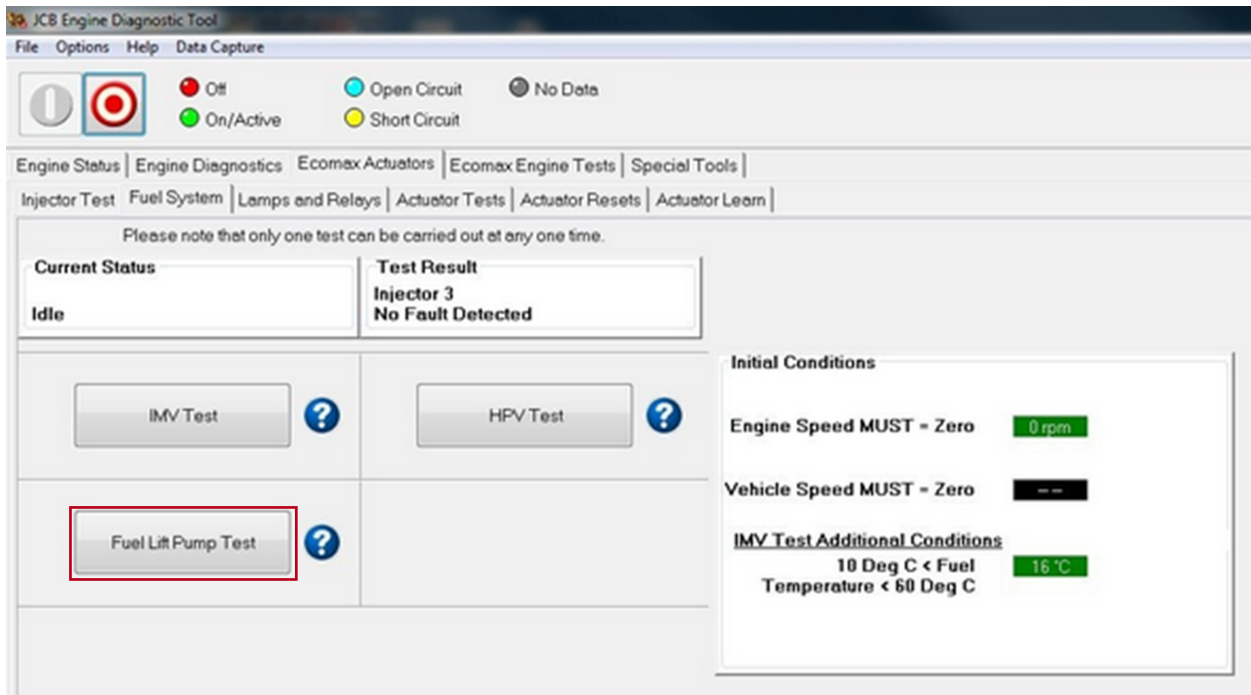 JCB Engine Diagnostic Tool
File Options Help Data Capture
Off Open Circuit No Data
On/Active Short Circuit
Engine Status Engine Diagnostics Ecomax Actuators Ecomax Engine Tests Special Tools
Injector Test Fuel System Lamps and Relays Actuator Tests Actuator Resets Actuator Learn
Please note that only one test can be carried out at any one time.
Current Status
Idle
Test Result
Injector 3
No Fault Detected
IMV Test ?
HPV Test ?
Fuel Lift Pump Test ?
Initial Conditions
Engine Speed MUST = Zero 0 rpm
Vehicle Speed MUST = Zero --
IMV Test Additional Conditions
10 Deg C < Fuel 16 °C
Temperature < 60 Deg C